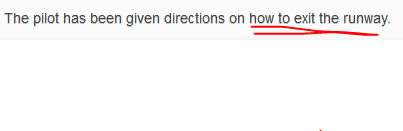 The pilot has been given directions on how to exit the runway.